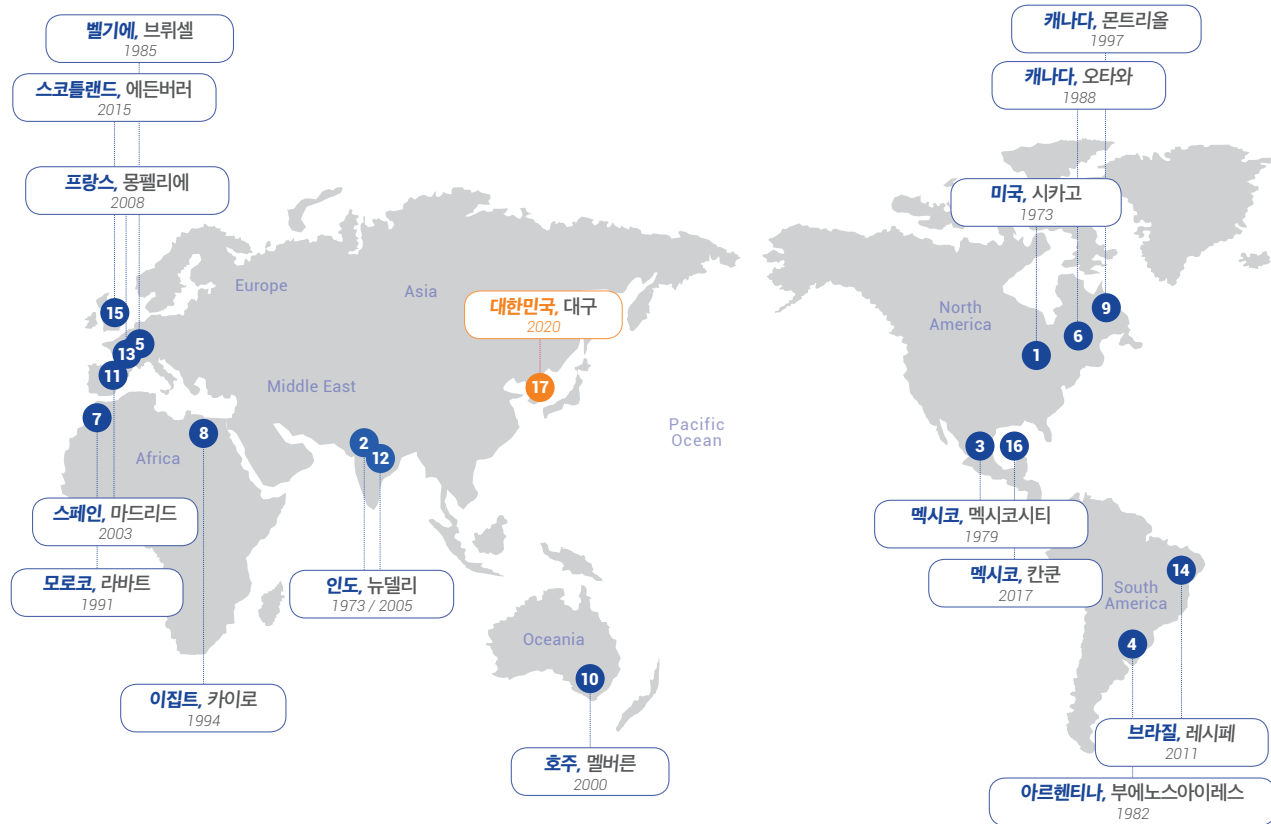 벨기에, 브뤼셀
1985
캐나다, 몬트리올
1997
스코틀랜드, 에든버러
2015
캐나다, 오타와
1988
프랑스, 몽펠리에
2008
미국, 시카고
1973
Europe
Asia
대한민국, 대구
2020
North
America
15
9
13
5
6
1
11
Middle East
17
7
8
Africa
2
12
Pacific
Ocean
3
16
스페인, 마드리드
2003
멕시코, 멕시코시티
1979
모로코, 라바트
1991
인도, 뉴델리
1973 / 2005
멕시코, 칸쿤
2017
14
South
America
Oceania
4
10
이집트, 카이로
1994
호주, 멜버른
2000
브라질, 레시페
2011
아르헨티나, 부에노스아이레스
1982